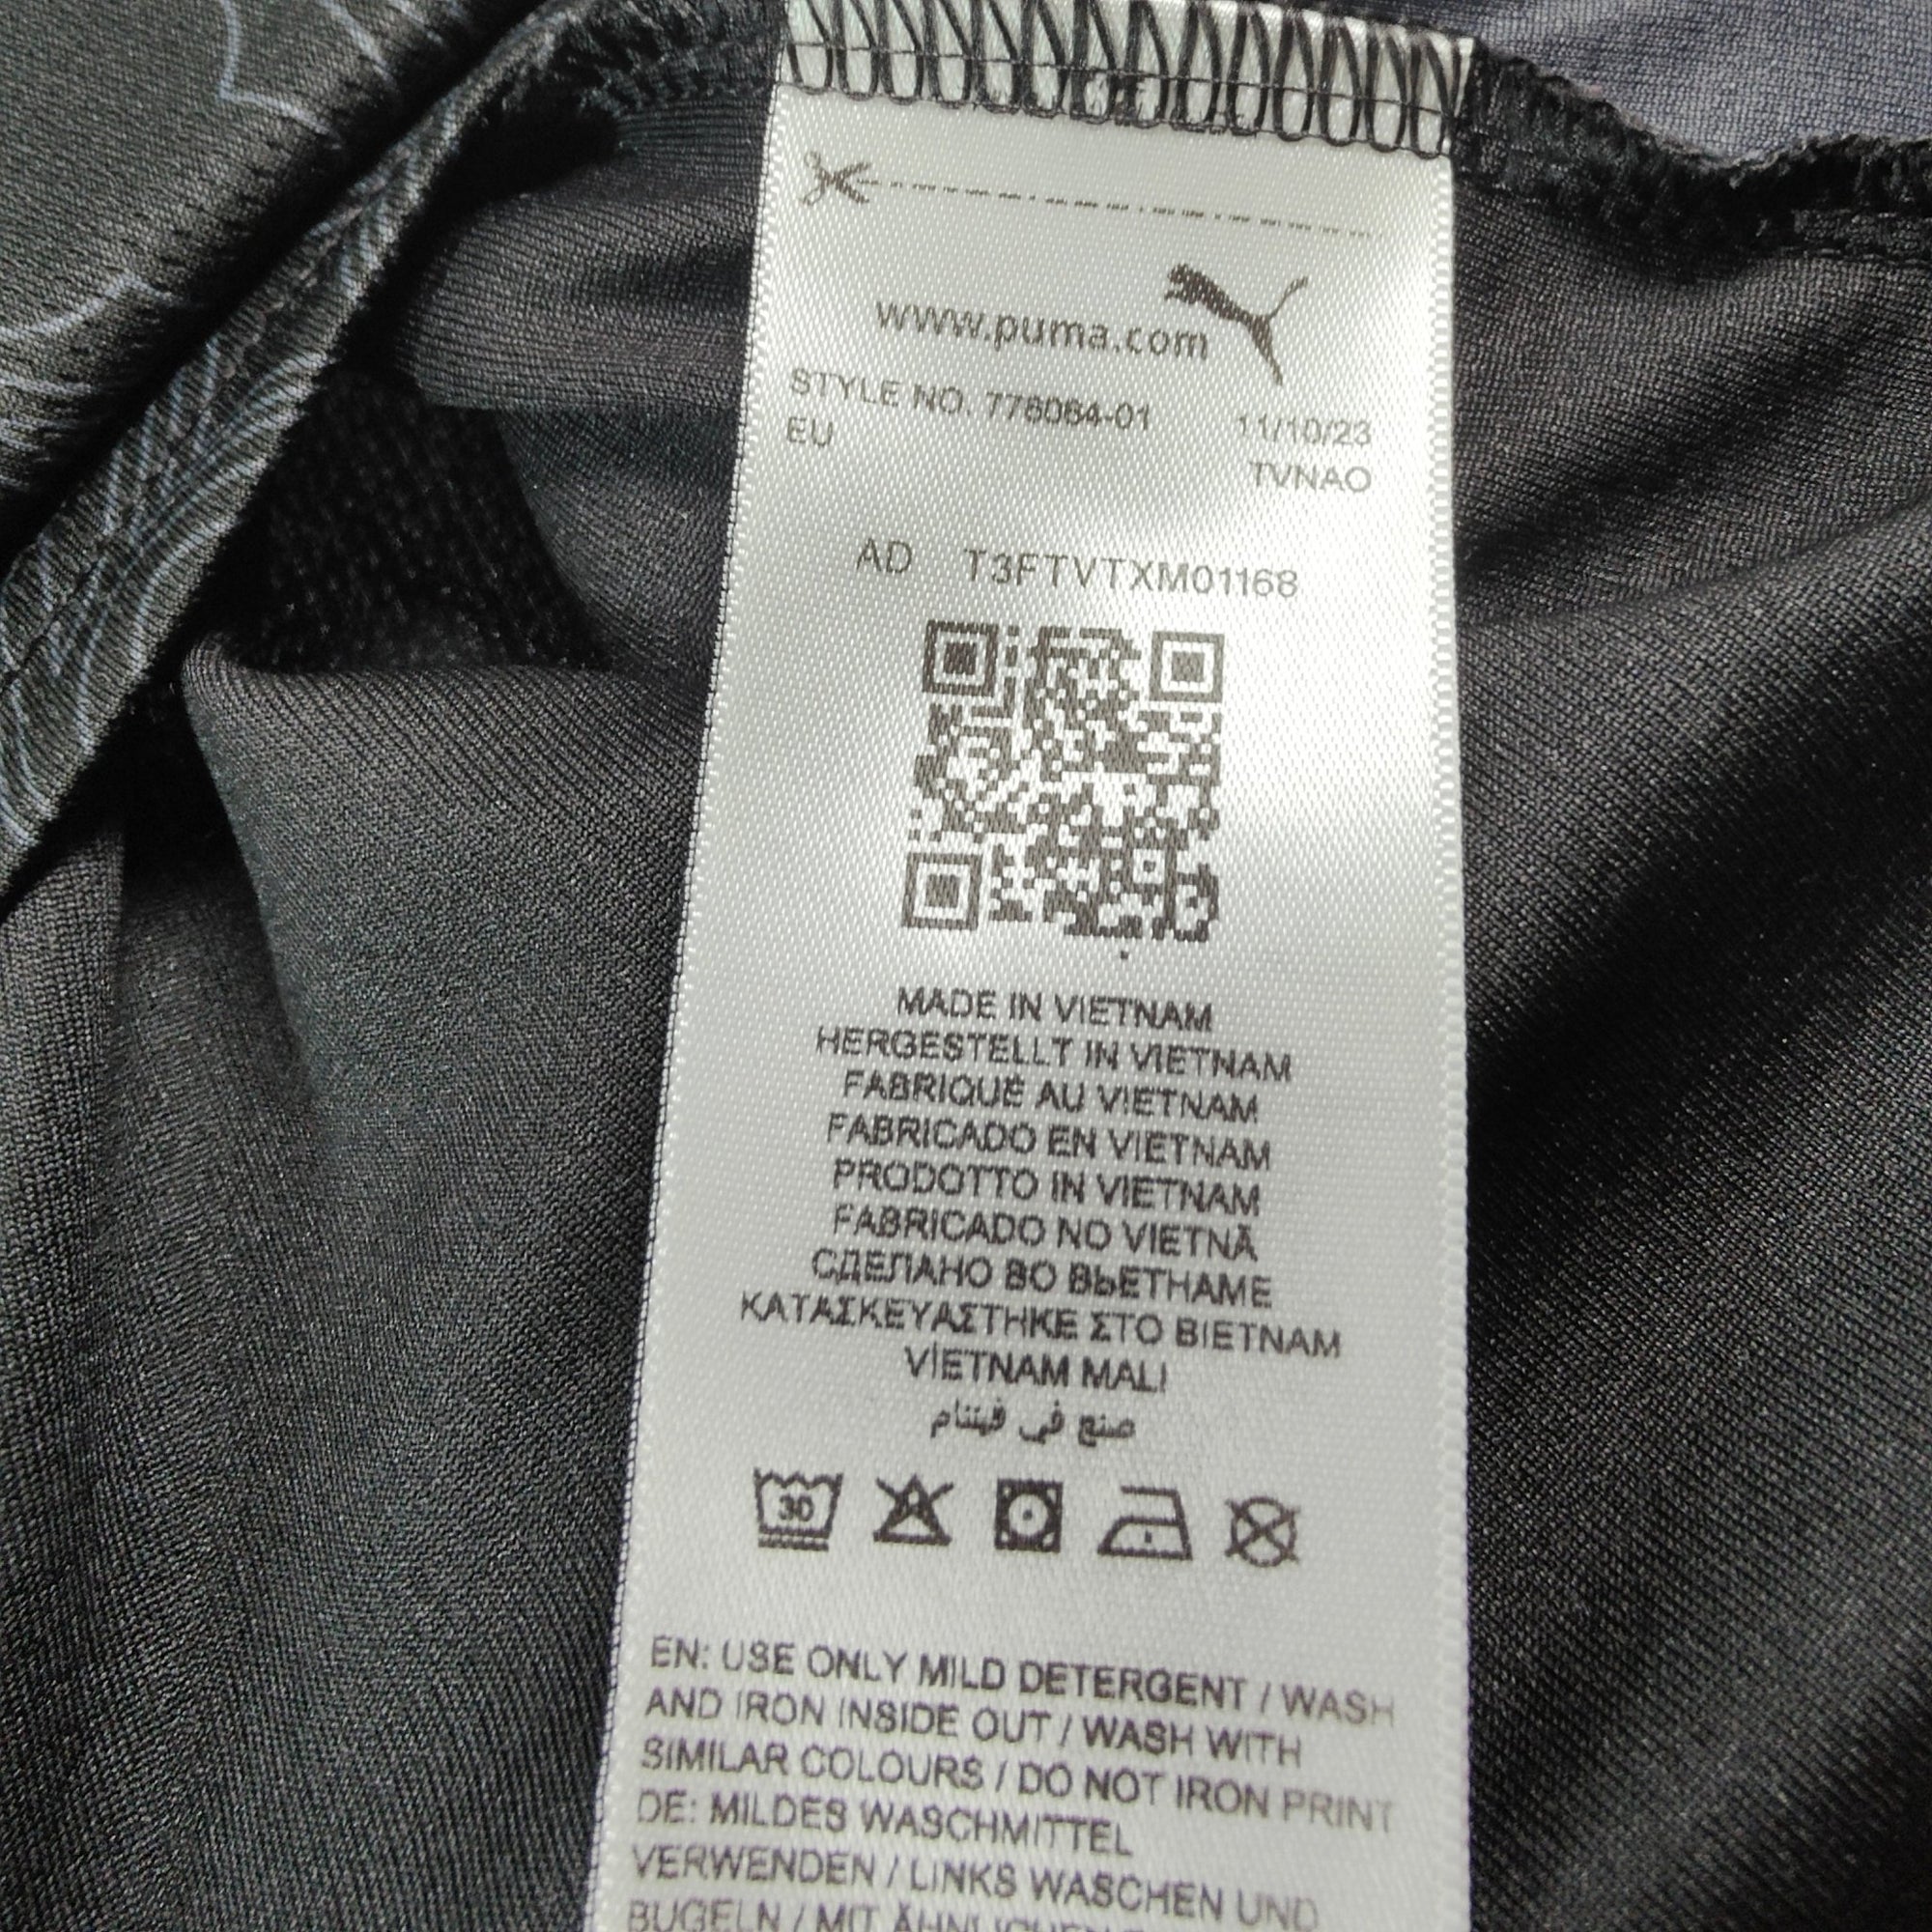 www.puma.com
STYLE NO. 776064-01 11/10/23
EU TVNAO
AD T3FTVTXM01168
MADE IN VIETNAM
HERGESTELLT IN VIETNAM
FABRIQUÉ AU VIETNAM
FABRICADO EN VIETNAM
PRODOTTO IN VIETNAM
FABRICADO NO VIETNÃ
СДЕЛАНО ВО ВЬЕТНАМЕ
ΚΑΤΑΣΚΕΥΑΣΤΗΚΕ ΣΤΟ ΒΙΕΤΝΑΜ
VİETNAM MALI
صنع في فيتنام
30
EN: USE ONLY MILD DETERGENT / WASH
AND IRON INSIDE OUT / WASH WITH
SIMILAR COLOURS / DO NOT IRON PRINT
DE: MILDES WASCHMITTEL
VERWENDEN / LINKS WASCHEN UND
BÜGELN / MIT